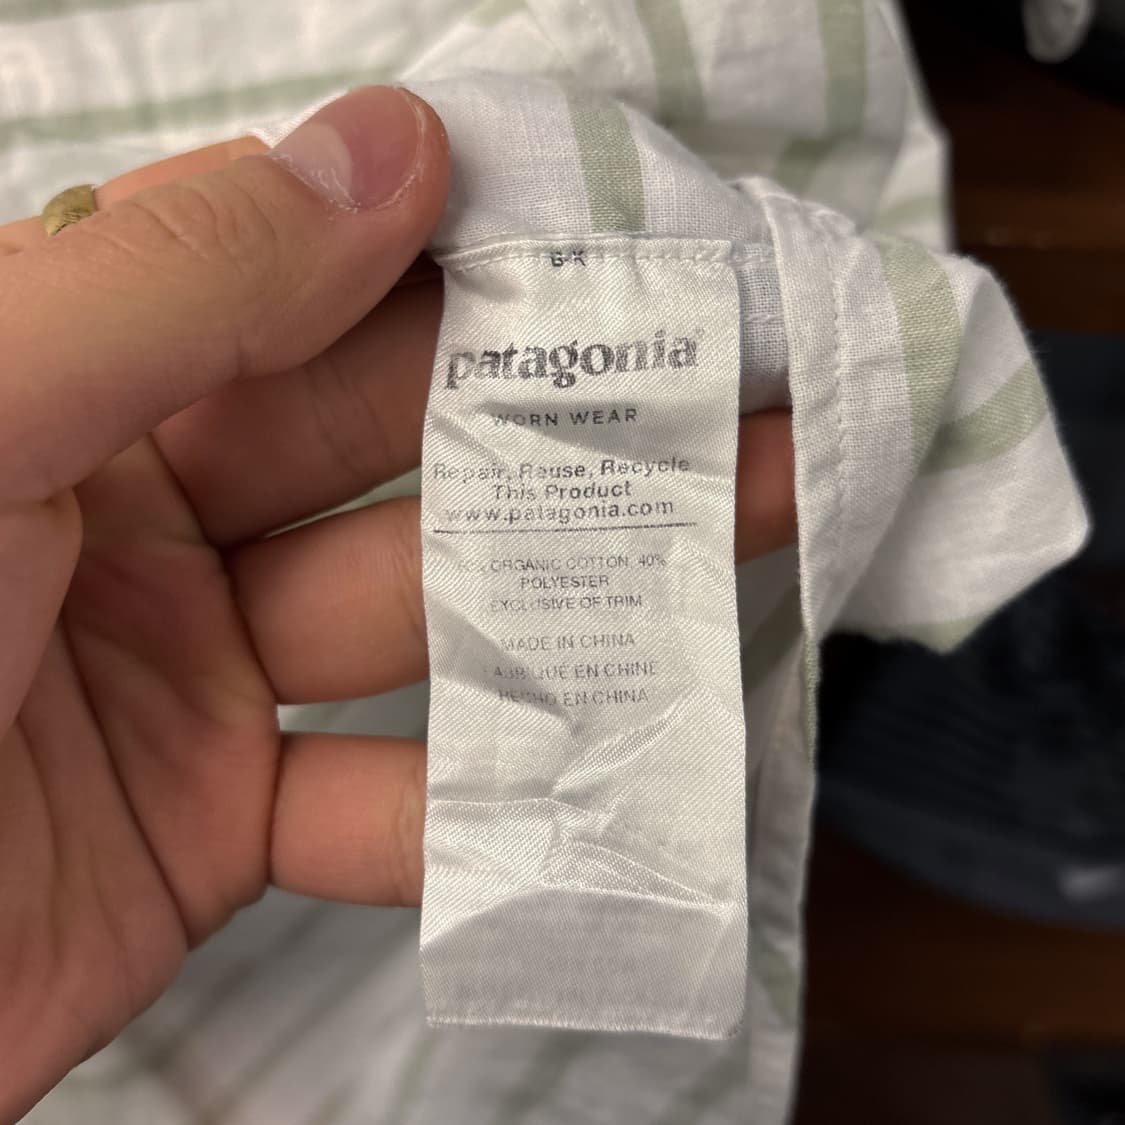 patagonia®
WORN WEAR
Repair, Reuse, Recycle
This Product
www.patagonia.com
ORGANIC COTTON, 40%
POLYESTER
EXCLUSIVE OF TRIM
MADE IN CHINA
FABRIQUÉ EN CHINE
HECHO EN CHINA